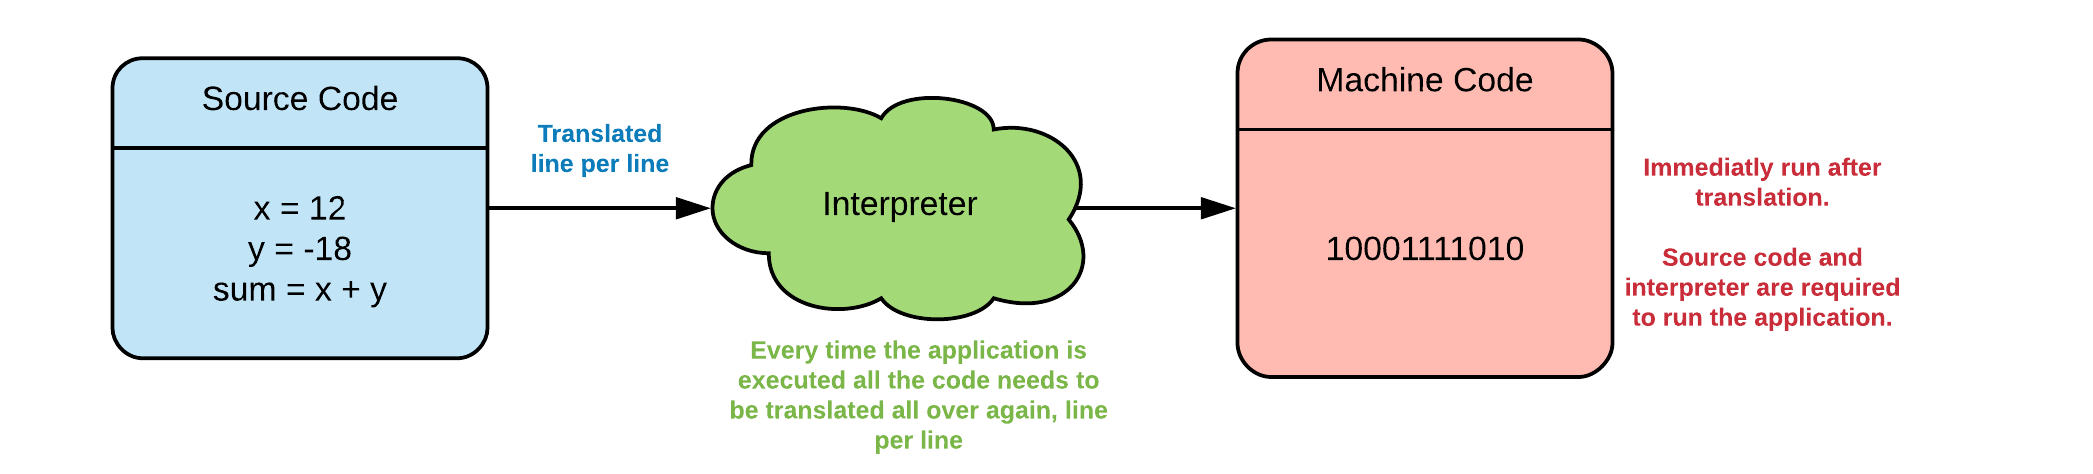 Source Code
x = 12
y = -18
sum = x + y
Translated
line per line
Interpreter
Every time the application is
executed all the code needs to
be translated all over again, line
per line
Machine Code
10001111010
Immediatly run after
translation.
Source code and
interpreter are required
to run the application.